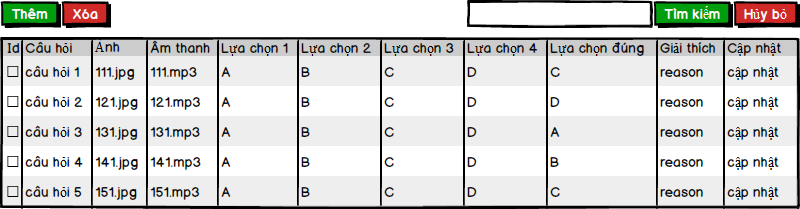 Thêm Xóa Tìm kiếm Hủy bỏ
Id Câu hỏi Ảnh Âm thanh Lựa chọn 1 Lựa chọn 2 Lựa chọn 3 Lựa chọn 4 Lựa chọn đúng Giải thích Cập nhật
câu hỏi 1 111.jpg 111.mp3 A B C D C reason cập nhật
câu hỏi 2 121.jpg 121.mp3 A B C D D reason cập nhật
câu hỏi 3 131.jpg 131.mp3 A B C D A reason cập nhật
câu hỏi 4 141.jpg 141.mp3 A B C D B reason cập nhật
câu hỏi 5 151.jpg 151.mp3 A B C D C reason cập nhật